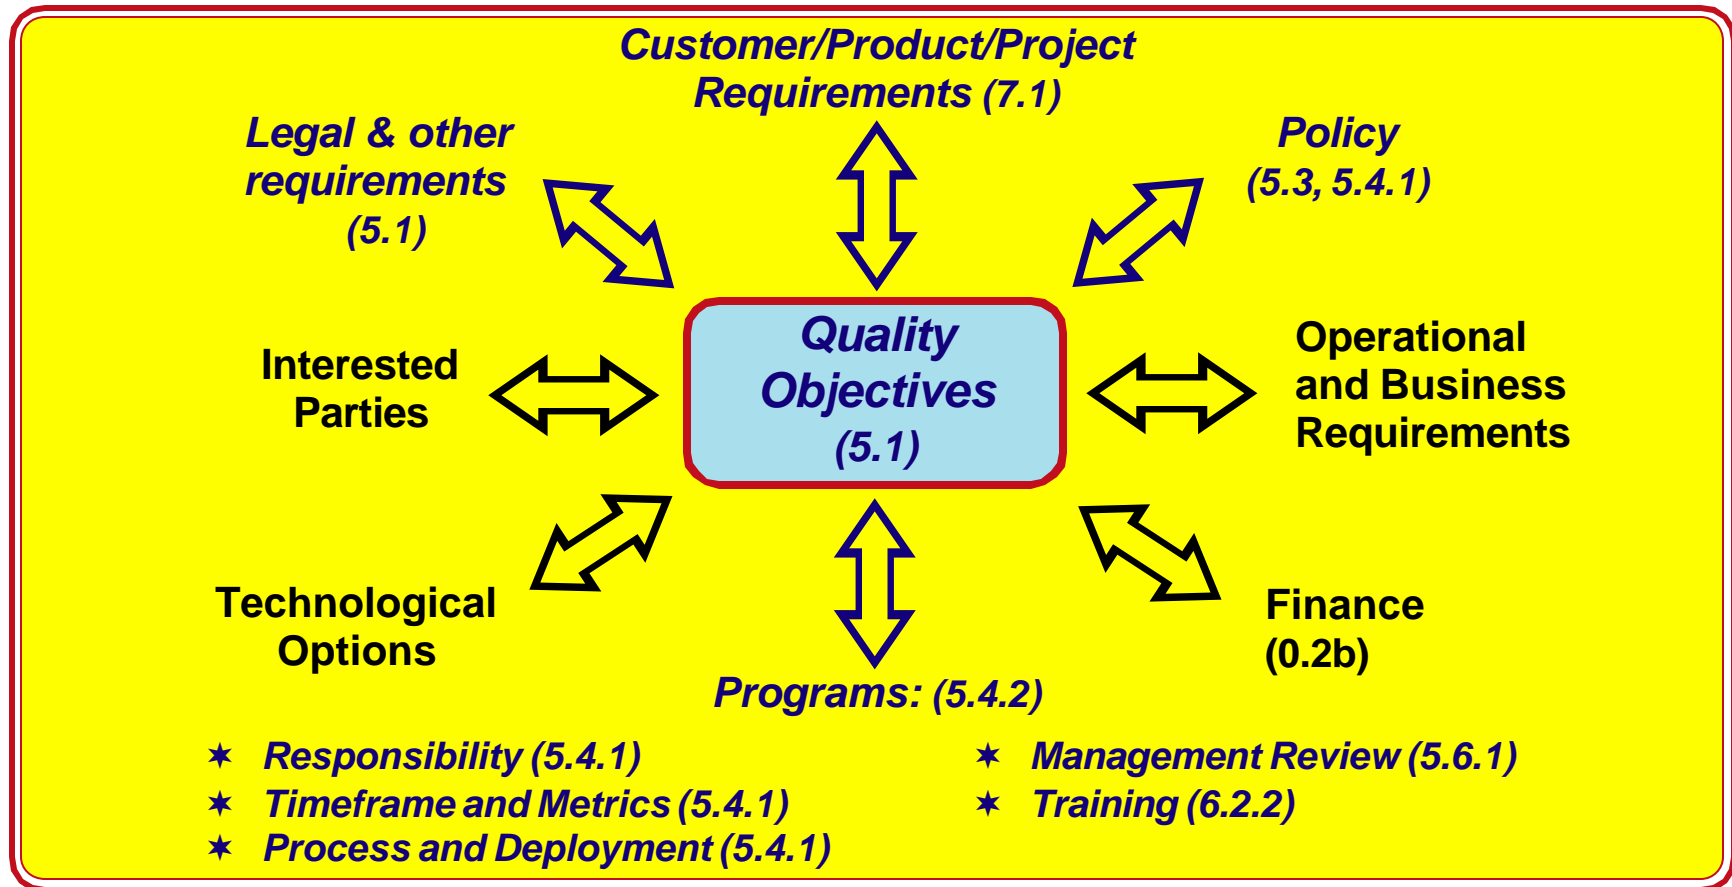 Customer/Product/Project
Requirements (7.1)
Legal & other
requirements
(5.1)
Policy
(5.3, 5.4.1)
Interested
Parties
Quality
Objectives
(5.1)
Operational
and Business
Requirements
Technological
Options
Finance
(0.2b)
Programs: (5.4.2)
✶ Responsibility (5.4.1)
✶ Timeframe and Metrics (5.4.1)
✶ Process and Deployment (5.4.1)
✶ Management Review (5.6.1)
✶ Training (6.2.2)